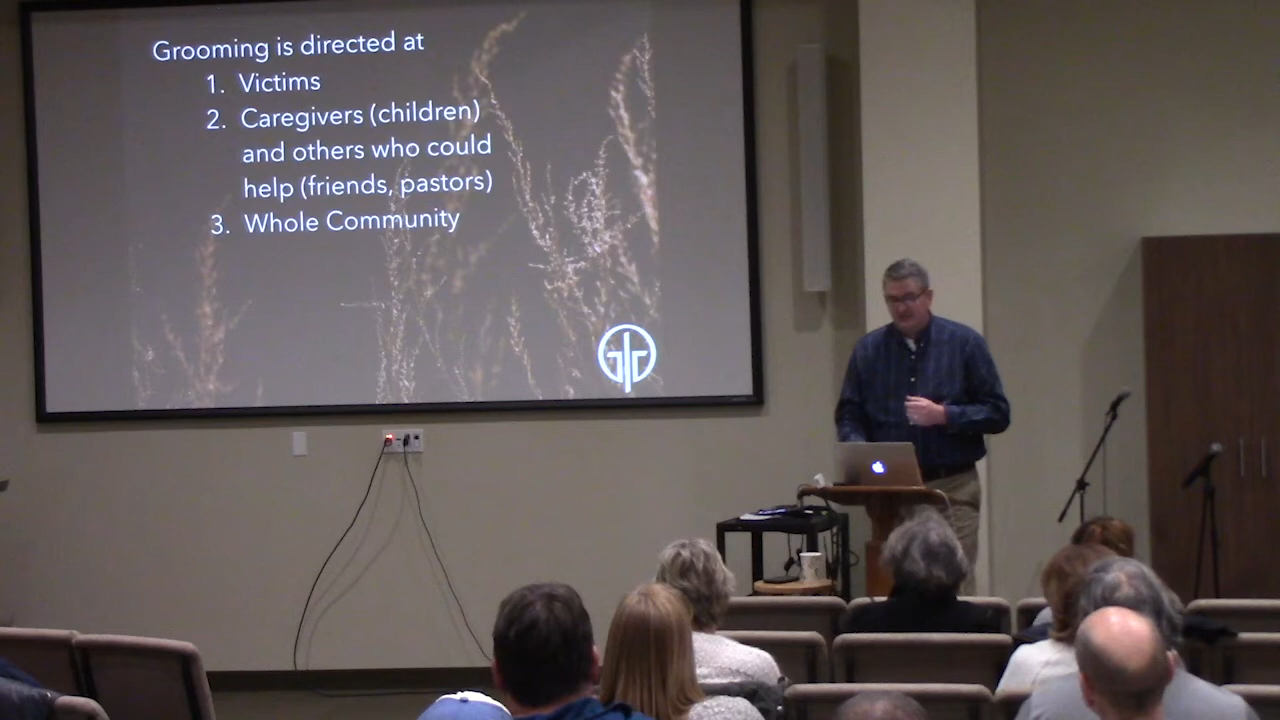 Grooming is directed at
1. Victims
2. Caregivers (children)
and others who could
help (friends, pastors)
3. Whole Community